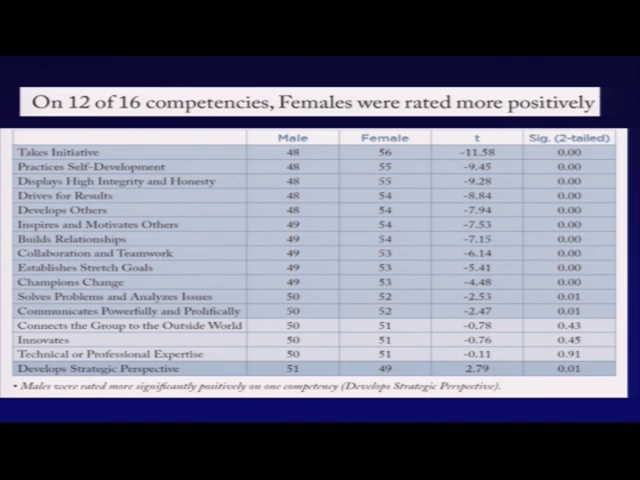 On 12 of 16 competencies, Females were rated more positively
Male Female t Sig. (2-tailed)
Takes Initiative 48 56 -11.58 0.00
Practices Self-Development 48 55 -9.45 0.00
Displays High Integrity and Honesty 48 55 -9.28 0.00
Drives for Results 48 54 -8.84 0.00
Develops Others 48 54 -7.94 0.00
Inspires and Motivates Others 49 54 -7.53 0.00
Builds Relationships 49 54 -7.15 0.00
Collaboration and Teamwork 49 53 -6.14 0.00
Establishes Stretch Goals 49 53 -5.41 0.00
Champions Change 49 53 -4.48 0.00
Solves Problems and Analyzes Issues 50 52 -2.53 0.01
Communicates Powerfully and Prolifically 50 52 -2.47 0.01
Connects the Group to the Outside World 50 51 -0.78 0.43
Innovates 50 51 -0.76 0.45
Technical or Professional Expertise 50 51 -0.11 0.91
Develops Strategic Perspective 51 49 2.79 0.01
• Males were rated more significantly positively on one competency (Develops Strategic Perspective).